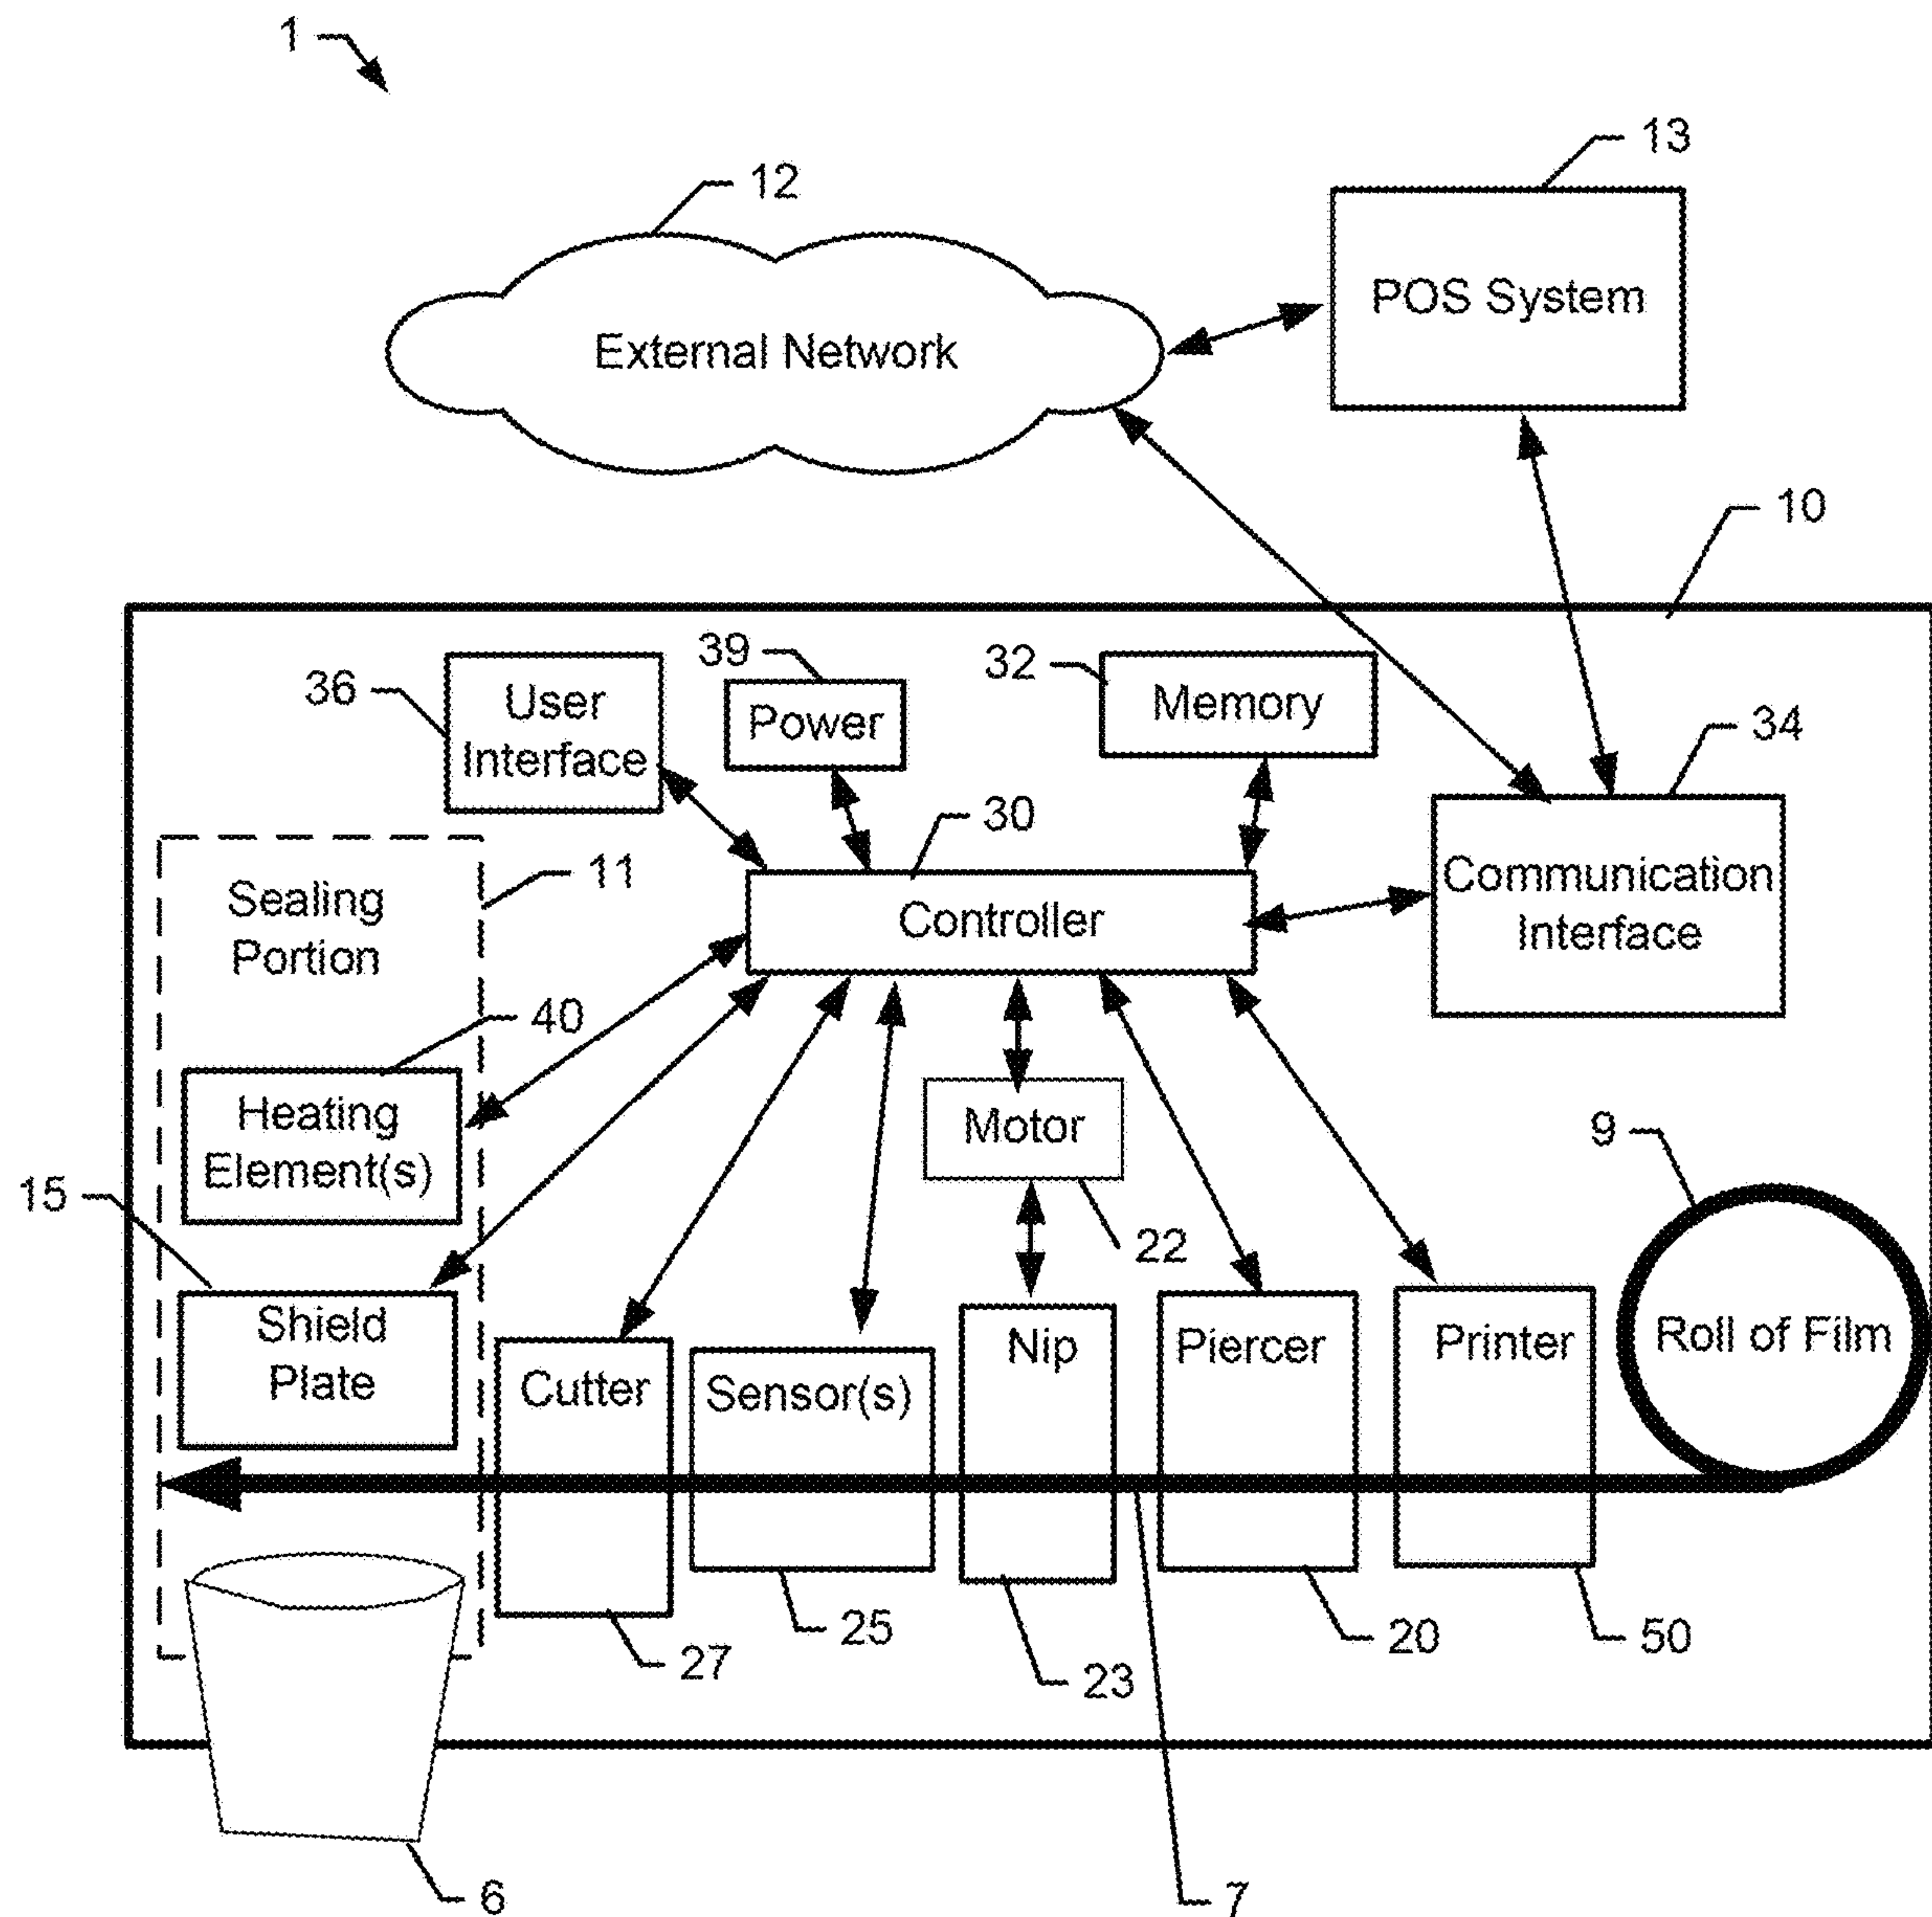 1
13
12
POS System
External Network
10
39
32
36
User
Interface
Power
Memory
34
30
11
Sealing
Portion
Controller
Communication
Interface
40
Heating
Element(s)
Motor
9
15
22
Shield
Plate
Nip
Piercer
Printer
Roll of Film
Cutter
Sensor(s)
27
25
23
20
50
6
7